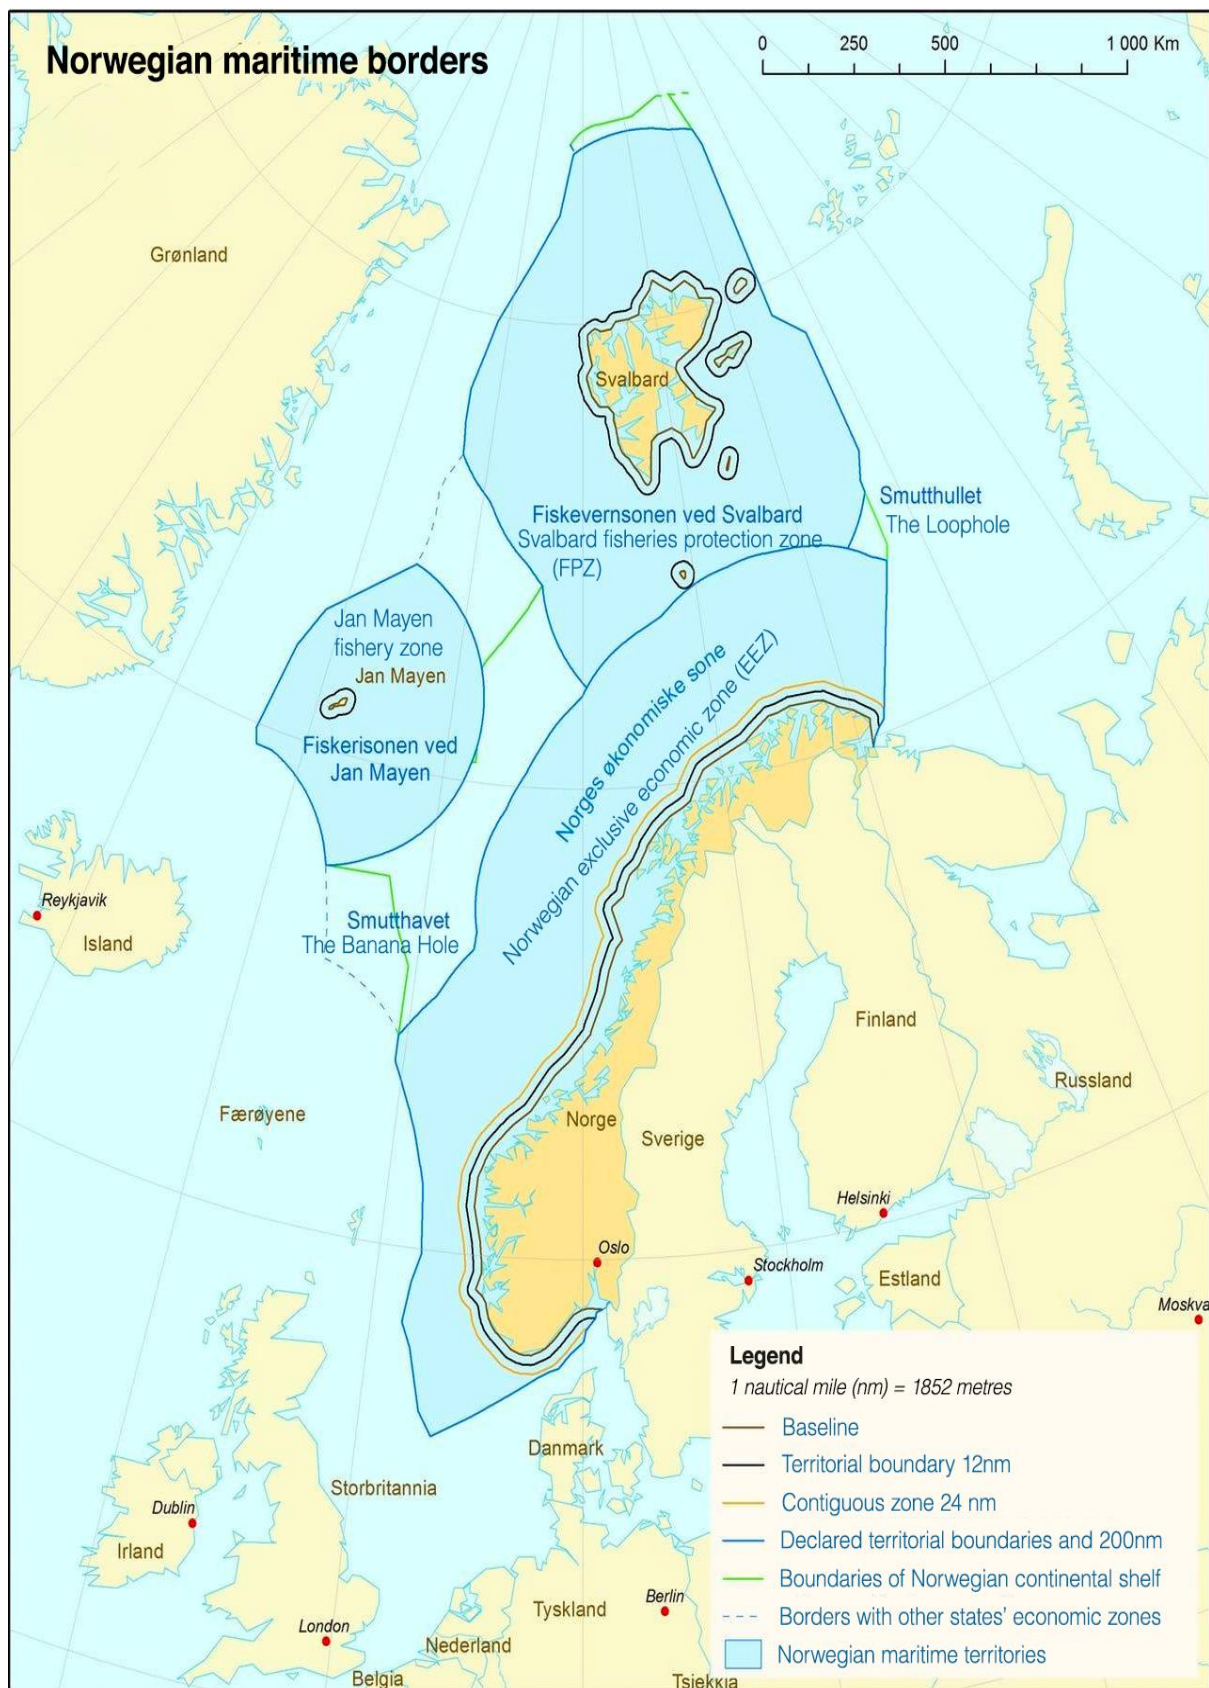 Norwegian maritime borders
0 250 500 1 000 Km
Grønland
Svalbard
Smutthullet
The Loophole
Fiskevernsonen ved Svalbard
Svalbard fisheries protection zone
(FPZ)
Jan Mayen
fishery zone
Jan Mayen
Fiskerisonen ved
Jan Mayen
Norges økonomiske sone
Norwegian exclusive economic zone (EEZ)
Reykjavik
Island
Smutthavet
The Banana Hole
Finland
Russland
Færøyene
Norge
Sverige
Helsinki
Oslo
Stockholm
Estland
Moskva
Danmark
Storbritannia
Dublin
Irland
London
Tyskland
Berlin
Nederland
Belgia
Tsjekkia
Legend
1 nautical mile (nm) = 1852 metres
Baseline
Territorial boundary 12nm
Contiguous zone 24 nm
Declared territorial boundaries and 200nm
Boundaries of Norwegian continental shelf
Borders with other states' economic zones
Norwegian maritime territories